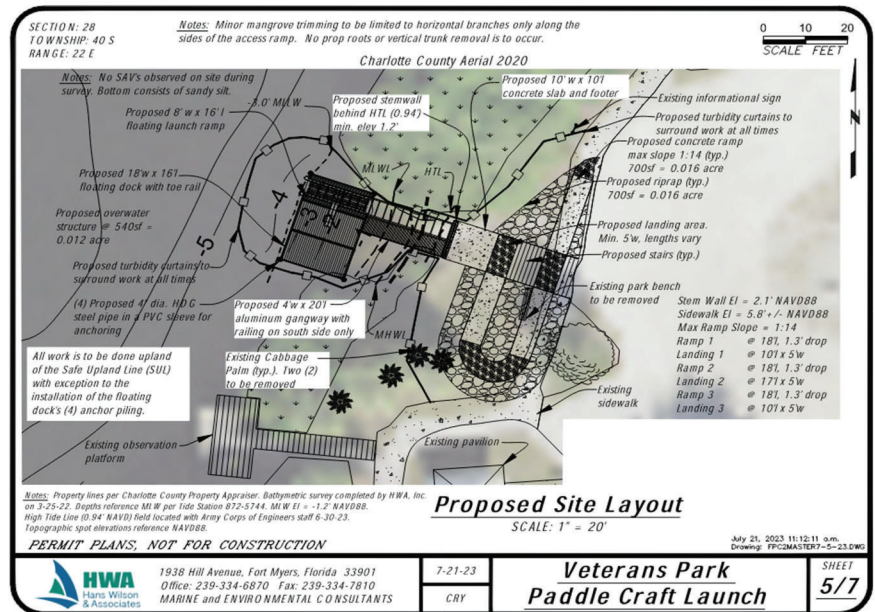 SECTION: 28
TOWNSHIP: 40 S
RANGE: 22 E
Notes: Minor mangrove trimming to be limited to horizontal branches only along the
sides of the access ramp. No prop roots or vertical trunk removal is to occur.
Charlotte County Aerial 2020
0 10 20
SCALE FEET
N
Notes: No SAV's observed on site during
survey. Bottom consists of sandy silt.
Proposed 8' w x 16' l
floating launch ramp
-3.0' MLLW
Proposed stemwall
behind HTL (0.94')
min. elev 1.2'
Proposed 10' w x 10'l
concrete slab and footer
Existing informational sign
Proposed turbidity curtains to
surround work at all times
Proposed concrete ramp
max slope 1:14 (typ.)
700sf = 0.016 acre
Proposed riprap (typ.)
700sf = 0.016 acre
MLWL
HTL
Proposed 18'w x 16'l
floating dock with toe rail
-4
-3
-2
-5
Proposed overwater
structure @ 540sf =
0.012 acre
Proposed landing area.
Min. 5'w, lengths vary
Proposed stairs (typ.)
Proposed turbidity curtains to
surround work at all times
Existing park bench
to be removed
(4) Proposed 4" dia. HDG
steel pipe in a PVC sleeve for
anchoring
Proposed 4'w x 20'l
aluminum gangway with
railing on south side only
MHWL
Stem Wall El = 2.1' NAVD88
Sidewalk El = 5.8'+/- NAVD88
Max Ramp Slope = 1:14
Ramp 1 @ 18'l, 1.3' drop
Landing 1 @ 10'l x 5'w
Ramp 2 @ 18'l, 1.3' drop
Landing 2 @ 17'l x 5'w
Ramp 3 @ 18'l, 1.3' drop
Landing 3 @ 10'l x 5'w
All work is to be done upland
of the Safe Upland Line (SUL)
with exception to the
installation of the floating
dock's (4) anchor piling.
Existing Cabbage
Palm (typ.). Two (2)
to be removed
Existing
sidewalk
Existing observation
platform
Existing pavilion
Notes: Property lines per Charlotte County Property Appraiser. Bathymetric survey completed by HWA, Inc.
on 3-25-22. Depths reference MLW per Tide Station 872-5744. MLW El = -1.2' NAVD88.
High Tide Line (0.94' NAVD) field located with Army Corps of Engineers staff 6-30-23.
Topographic spot elevations reference NAVD88.
Proposed Site Layout
SCALE: 1" = 20'
PERMIT PLANS, NOT FOR CONSTRUCTION
July 21, 2023 11:12:11 a.m.
Drawing: FPC2MASTER7-5-23.DWG
HWA
Hans Wilson
& Associates
1938 Hill Avenue, Fort Myers, Florida 33901
Office: 239-334-6870 Fax: 239-334-7810
MARINE and ENVIRONMENTAL CONSULTANTS
7-21-23
CRY
Veterans Park
Paddle Craft Launch
SHEET
5/7